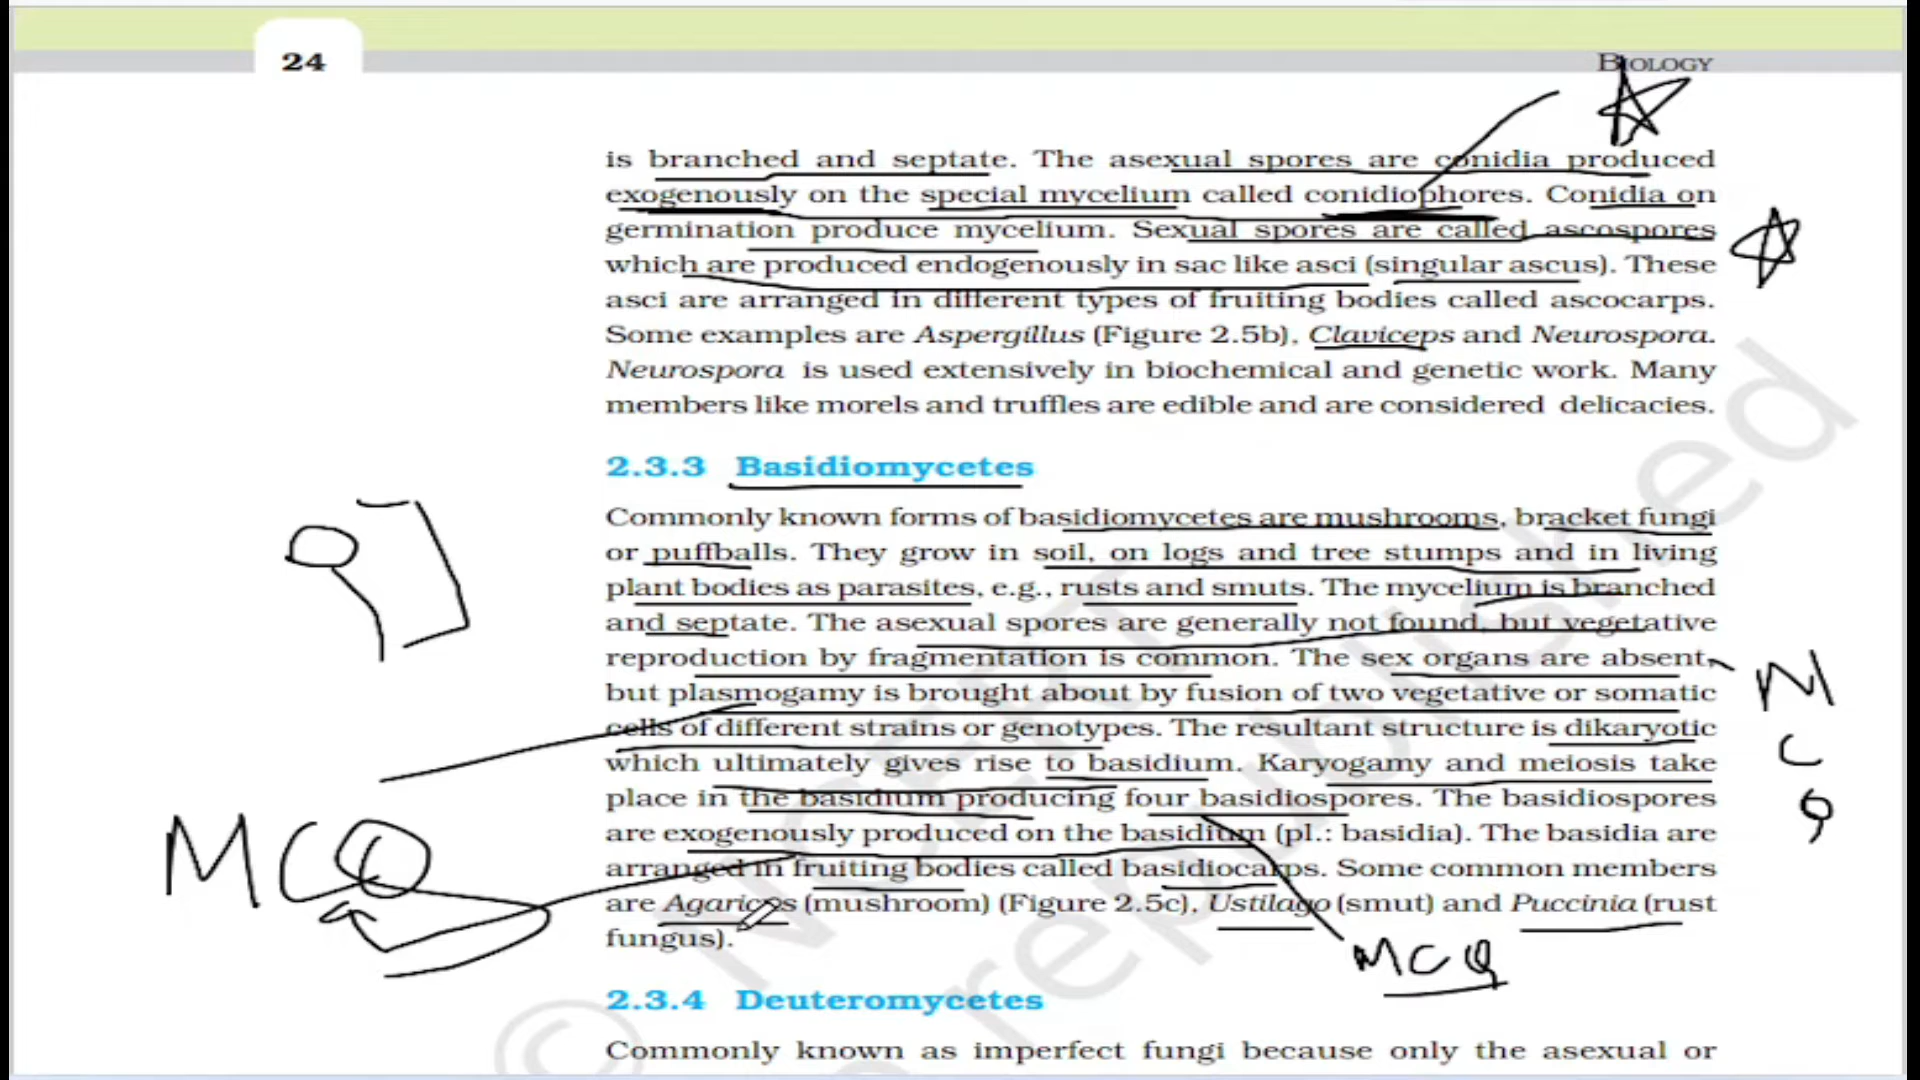 24
BIOLOGY
is branched and septate. The asexual spores are conidia produced
exogenously on the special mycelium called conidiophores. Conidia on
germination produce mycelium. Sexual spores are called ascospores
which are produced endogenously in sac like asci (singular ascus). These
asci are arranged in different types of fruiting bodies called ascocarps.
Some examples are Aspergillus (Figure 2.5b), Claviceps and Neurospora.
Neurospora is used extensively in biochemical and genetic work. Many
members like morels and truffles are edible and are considered delicacies.
2.3.3 Basidiomycetes
Commonly known forms of basidiomycetes are mushrooms, bracket fungi
or puffballs. They grow in soil, on logs and tree stumps and in living
plant bodies as parasites, e.g., rusts and smuts. The mycelium is branched
and septate. The asexual spores are generally not found, but vegetative
reproduction by fragmentation is common. The sex organs are absent,
but plasmogamy is brought about by fusion of two vegetative or somatic
cells of different strains or genotypes. The resultant structure is dikaryotic
which ultimately gives rise to basidium. Karyogamy and meiosis take
place in the basidium producing four basidiospores. The basidiospores
are exogenously produced on the basidium (pl.: basidia). The basidia are
arranged in fruiting bodies called basidiocarps. Some common members
are Agaricus (mushroom) (Figure 2.5c), Ustilago (smut) and Puccinia (rust
fungus).
MCQ
MCQ
M
C
Q
2.3.4 Deuteromycetes
Commonly known as imperfect fungi because only the asexual or
© NCERT
republished